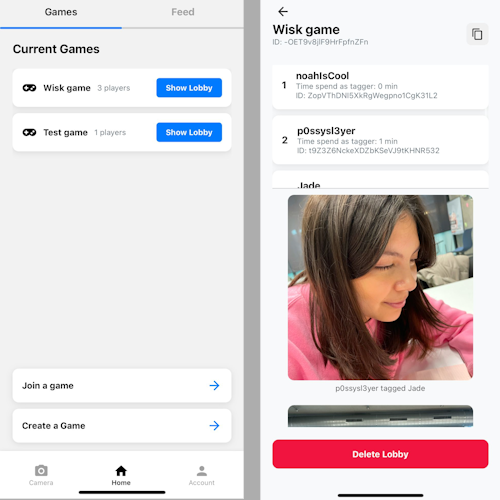 Games
Feed
Current Games
Wisk game 3 players Show Lobby
Test game 1 players Show Lobby
Join a game
Create a Game
Camera
Home
Account
Wisk game
ID: -OET9v8jIF9HrFpfnZFn
1
noahIsCool
Time spend as tagger: 0 min
ID: ZopVThDNI5XkRgWegpno1CgK31L2
2
p0ssysl3yer
Time spend as tagger: 1 min
ID: t9Z3Z6NckeXDZbKSeVJ9fKHNR532
Jade
p0ssysl3yer tagged Jade
Delete Lobby